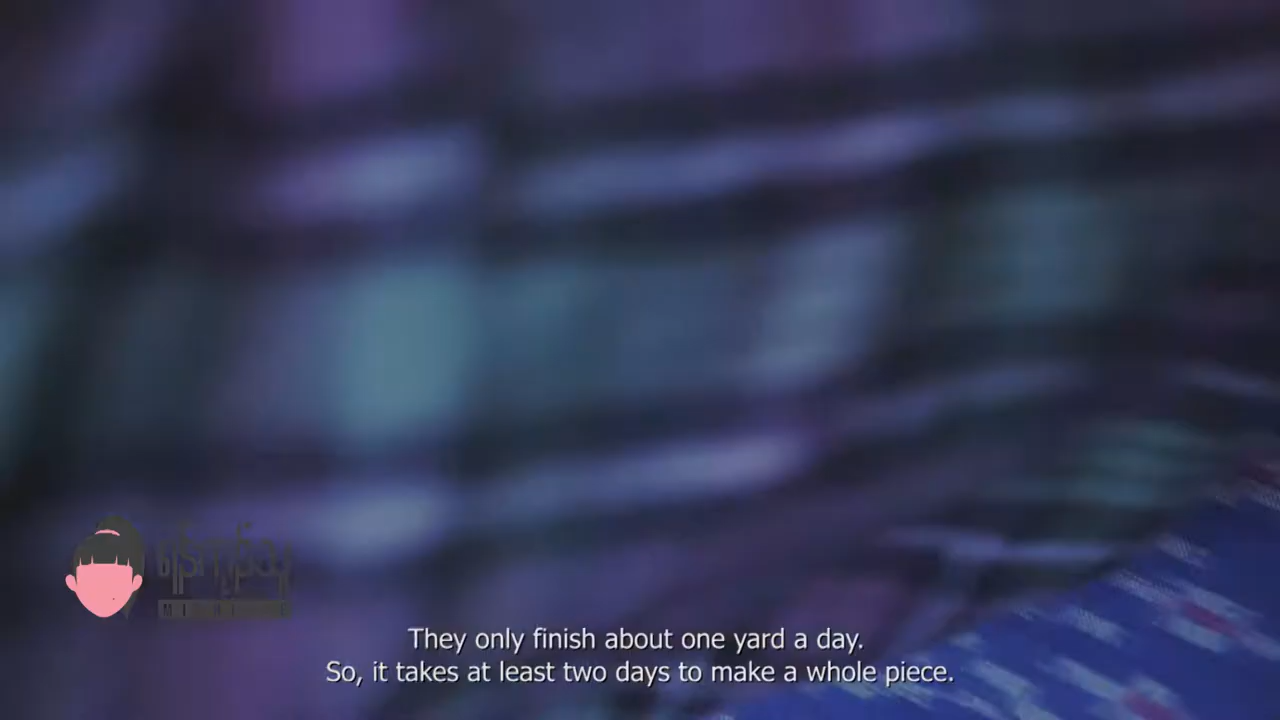 They only finish about one yard a day.
So, it takes at least two days to make a whole piece.